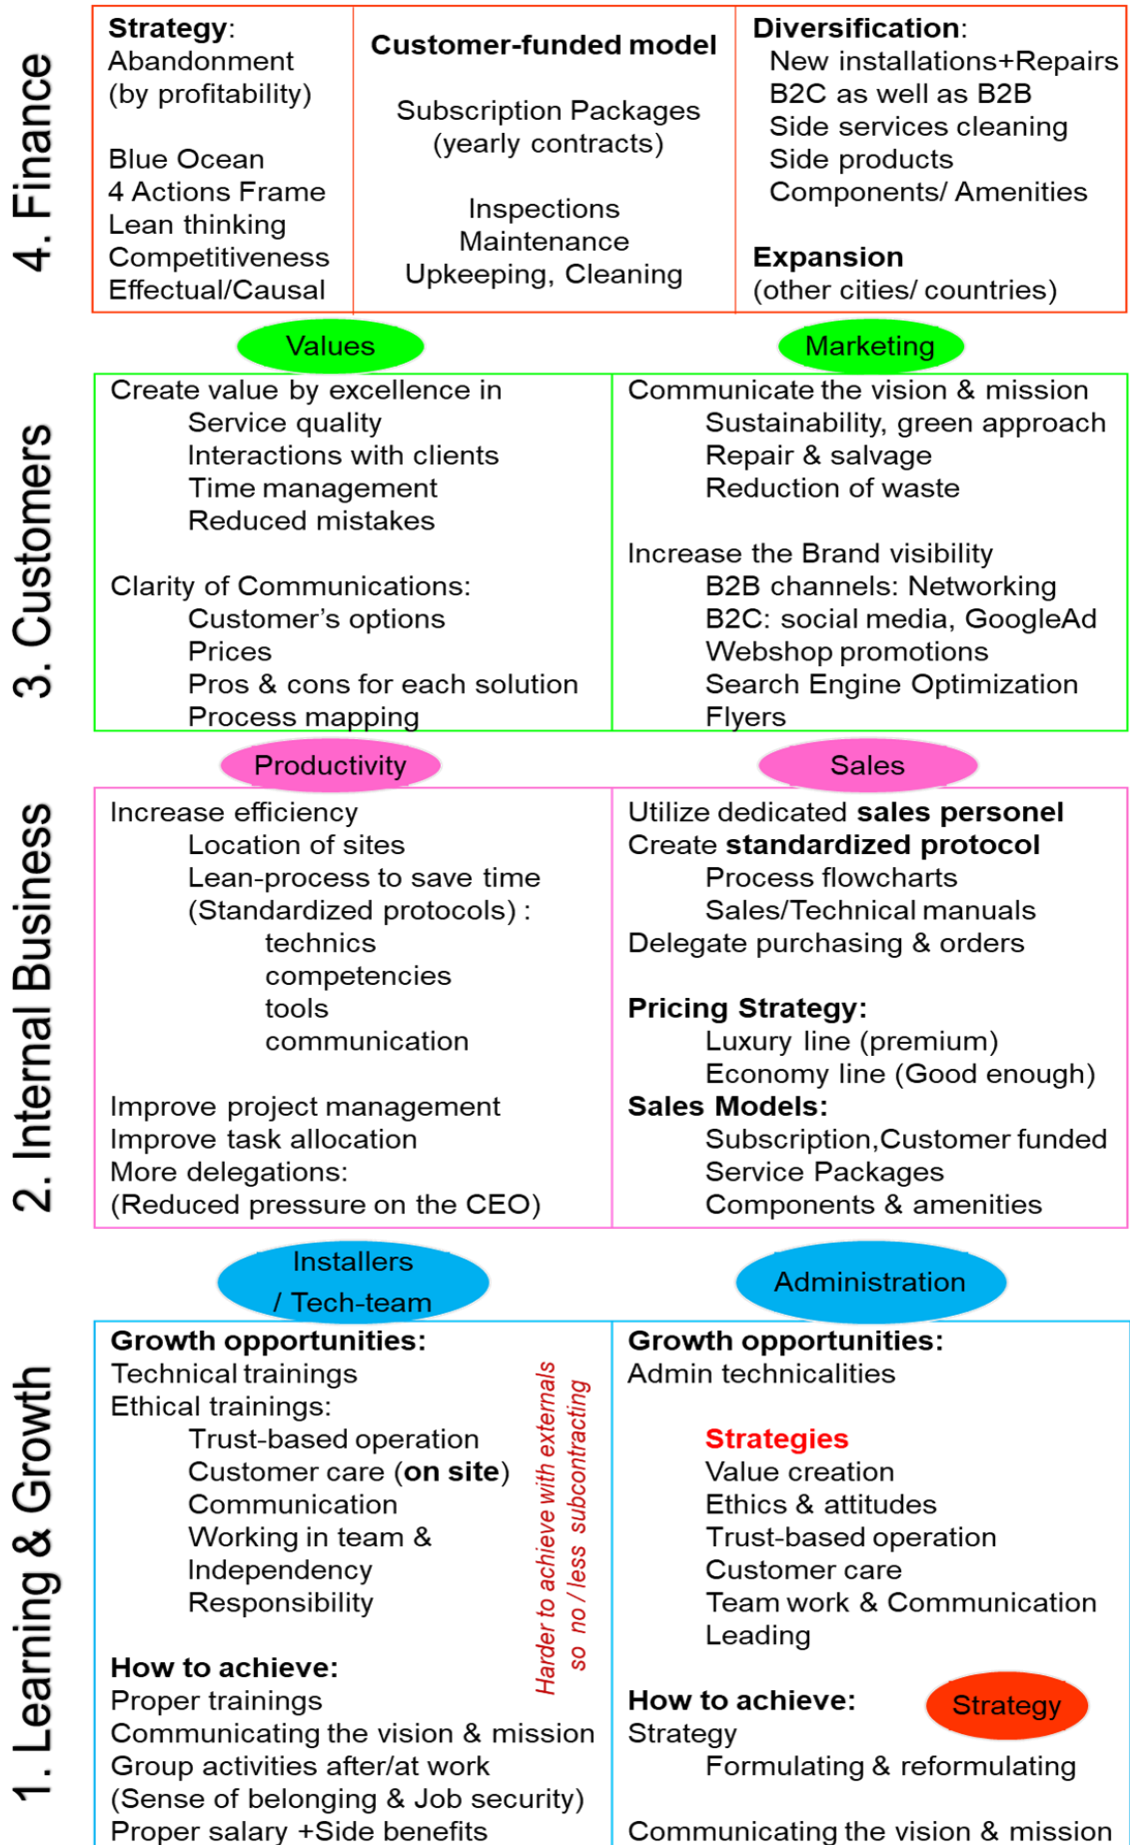 4. Finance
Strategy:
Abandonment
(by profitability)
Blue Ocean
4 Actions Frame
Lean thinking
Competitiveness
Effectual/Causal
Customer-funded model
Subscription Packages
(yearly contracts)
Inspections
Maintenance
Upkeeping, Cleaning
Diversification:
New installations+Repairs
B2C as well as B2B
Side services cleaning
Side products
Components/ Amenities
Expansion
(other cities/ countries)
3. Customers
Values
Create value by excellence in
Service quality
Interactions with clients
Time management
Reduced mistakes
Clarity of Communications:
Customer’s options
Prices
Pros & cons for each solution
Process mapping
Marketing
Communicate the vision & mission
Sustainability, green approach
Repair & salvage
Reduction of waste
Increase the Brand visibility
B2B channels: Networking
B2C: social media, GoogleAd
Webshop promotions
Search Engine Optimization
Flyers
2. Internal Business
Productivity
Increase efficiency
Location of sites
Lean-process to save time
(Standardized protocols) :
technics
competencies
tools
communication
Improve project management
Improve task allocation
More delegations:
(Reduced pressure on the CEO)
Sales
Utilize dedicated sales personel
Create standardized protocol
Process flowcharts
Sales/Technical manuals
Delegate purchasing & orders
Pricing Strategy:
Luxury line (premium)
Economy line (Good enough)
Sales Models:
Subscription,Customer funded
Service Packages
Components & amenities
1. Learning & Growth
Installers
/ Tech-team
Growth opportunities:
Technical trainings
Ethical trainings:
Trust-based operation
Customer care (on site)
Communication
Working in team &
Independency
Responsibility
Harder to achieve with externals
so no / less subcontracting
How to achieve:
Proper trainings
Communicating the vision & mission
Group activities after/at work
(Sense of belonging & Job security)
Proper salary +Side benefits
Administration
Growth opportunities:
Admin technicalities
Strategies
Value creation
Ethics & attitudes
Trust-based operation
Customer care
Team work & Communication
Leading
How to achieve:
Strategy
Strategy
Formulating & reformulating
Communicating the vision & mission